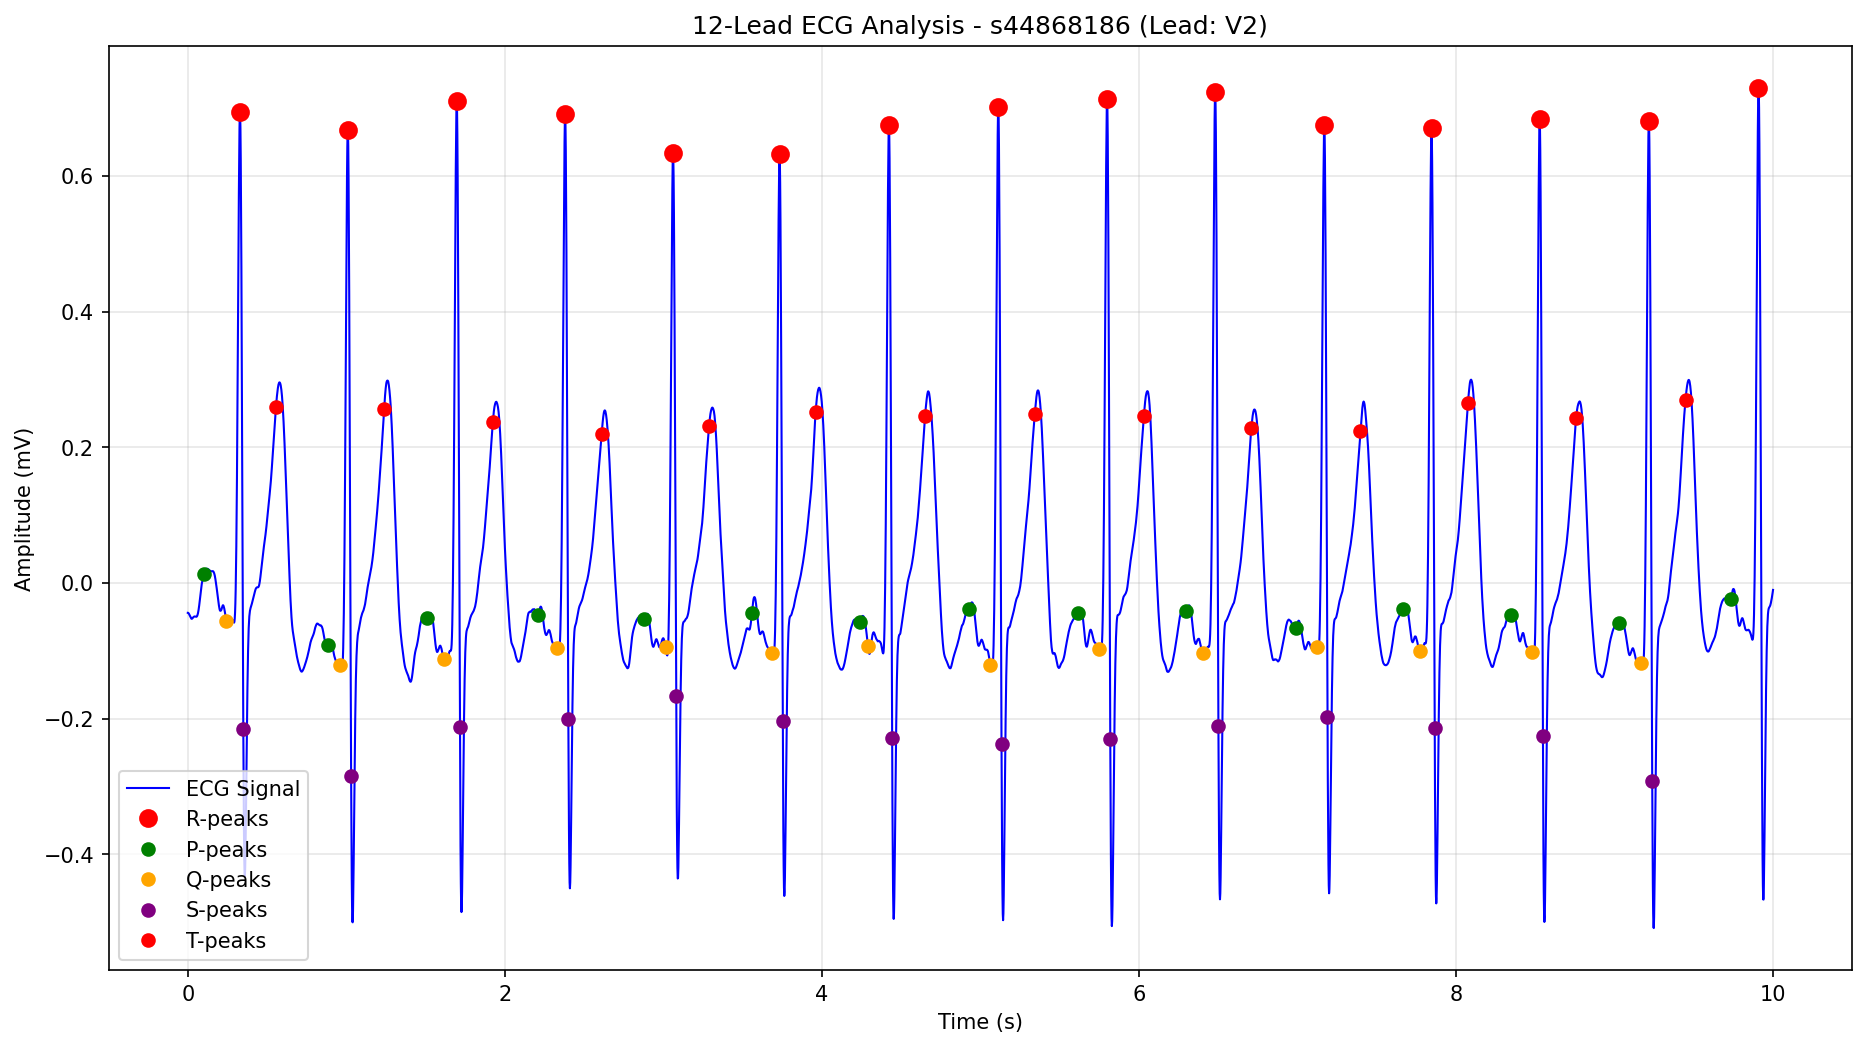 12-Lead ECG Analysis - s44868186 (Lead: V2)
Amplitude (mV)
0.6
0.4
0.2
0.0
−0.2
−0.4
ECG Signal
R-peaks
P-peaks
Q-peaks
S-peaks
T-peaks
0 2 4 6 8 10
Time (s)